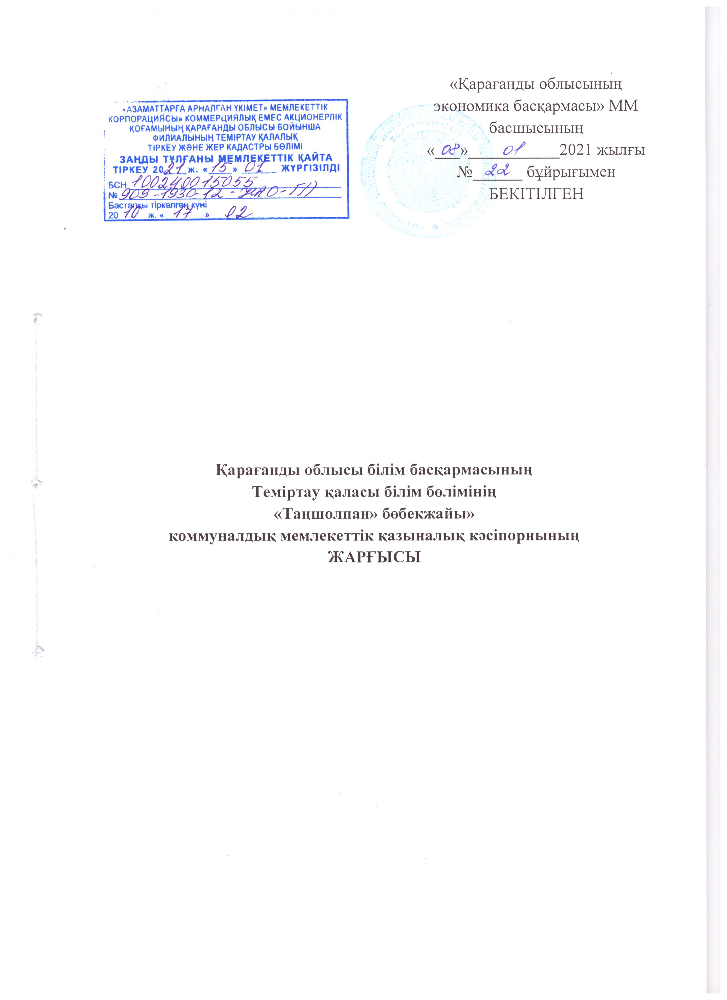 «Қарағанды облысының
экономика басқармасы» ММ
басшысының
«08» 01 2021 жылғы
№ 22 бұйрығымен
БЕКІТІЛГЕН
«АЗАМАТТАРҒА АРНАЛҒАН ҮКІМЕТ» МЕМЛЕКЕТТІК
КОРПОРАЦИЯСЫ» КОММЕРЦИЯЛЫҚ ЕМЕС АКЦИОНЕРЛІК
ҚОҒАМЫНЫҢ ҚАРАҒАНДЫ ОБЛЫСЫ БОЙЫНША
ФИЛИАЛЫНЫҢ ТЕМІРТАУ ҚАЛАЛЫҚ
ТІРКЕУ ЖӘНЕ ЖЕР КАДАСТРЫ БӨЛІМІ
ЗАҢДЫ ТҰЛҒАНЫ МЕМЛЕКЕТТІК ҚАЙТА
ТІРКЕУ 2021 ж. «15» 01 ЖҮРГІЗІЛДІ
БСН 100240015055
№ 909-1930-12-
Бастапқы тіркелген күні
2010 ж. «17» 02
Қарағанды облысы білім басқармасының
Теміртау қаласы білім бөлімінің
«Таңшолпан» бөбекжайы»
коммуналдық мемлекеттік қазыналық кәсіпорнының
ЖАРҒЫСЫ